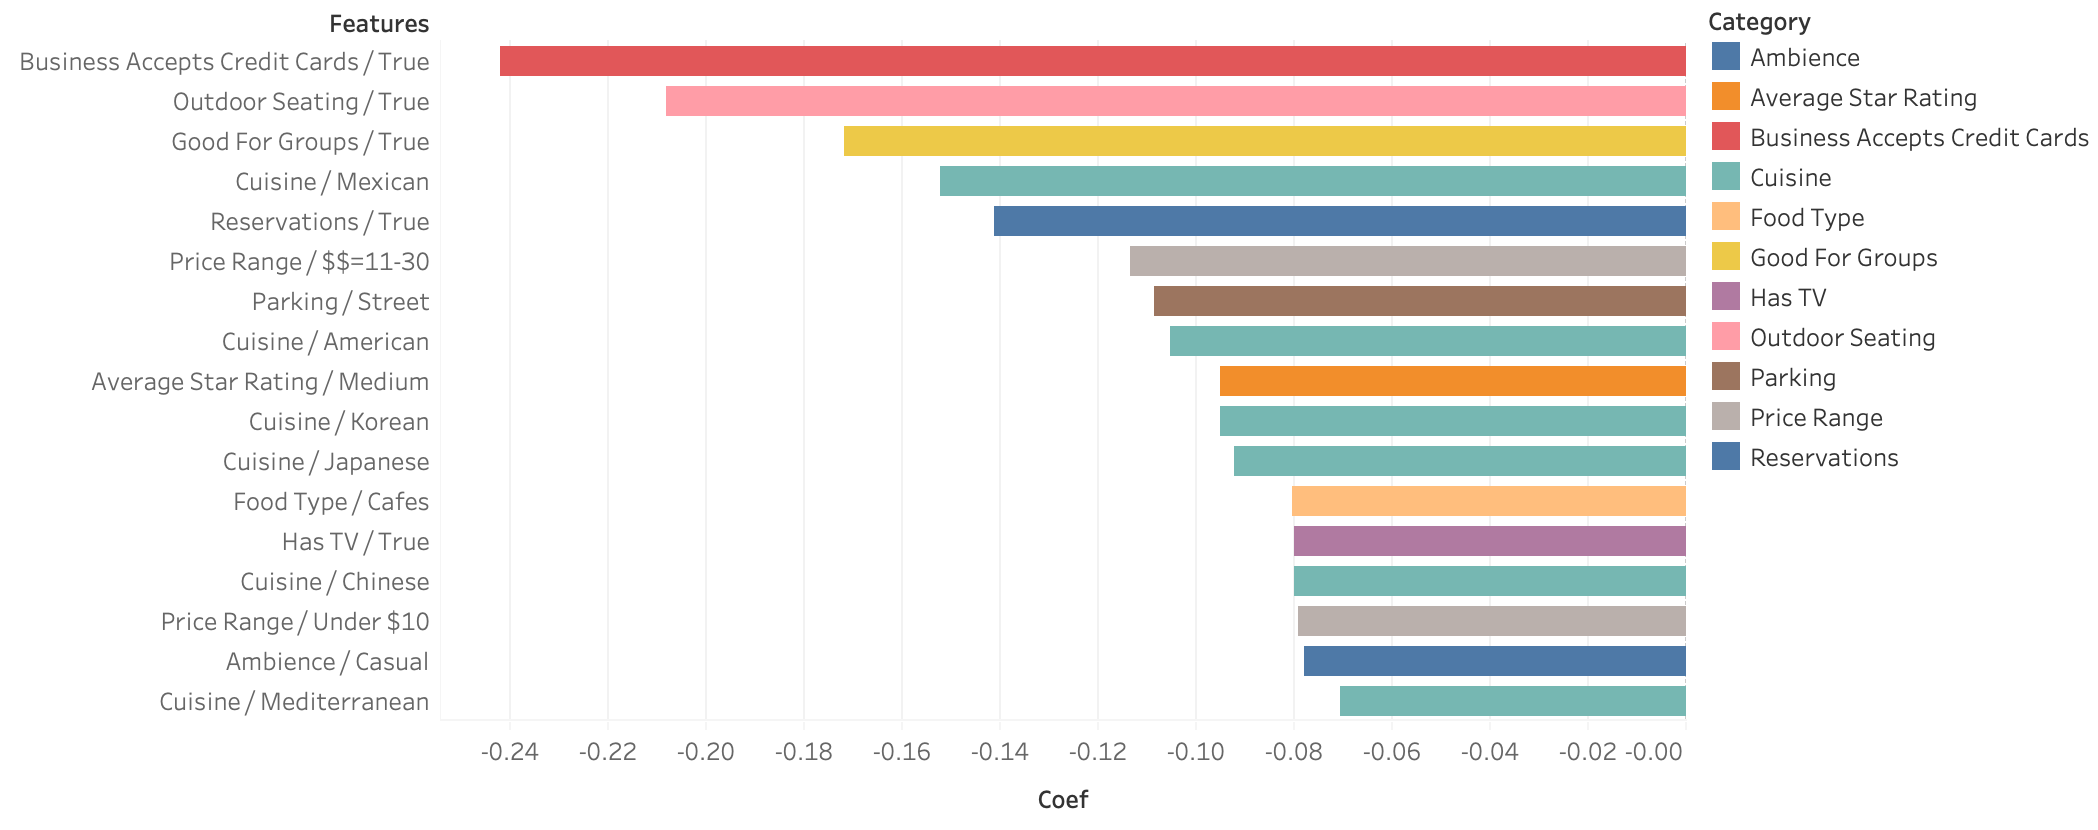 Features
Business Accepts Credit Cards / True
Outdoor Seating / True
Good For Groups / True
Cuisine / Mexican
Reservations / True
Price Range / $$=11-30
Parking / Street
Cuisine / American
Average Star Rating / Medium
Cuisine / Korean
Cuisine / Japanese
Food Type / Cafes
Has TV / True
Cuisine / Chinese
Price Range / Under $10
Ambience / Casual
Cuisine / Mediterranean
-0.24 -0.22 -0.20 -0.18 -0.16 -0.14 -0.12 -0.10 -0.08 -0.06 -0.04 -0.02 -0.00
Coef
Category
Ambience
Average Star Rating
Business Accepts Credit Cards
Cuisine
Food Type
Good For Groups
Has TV
Outdoor Seating
Parking
Price Range
Reservations